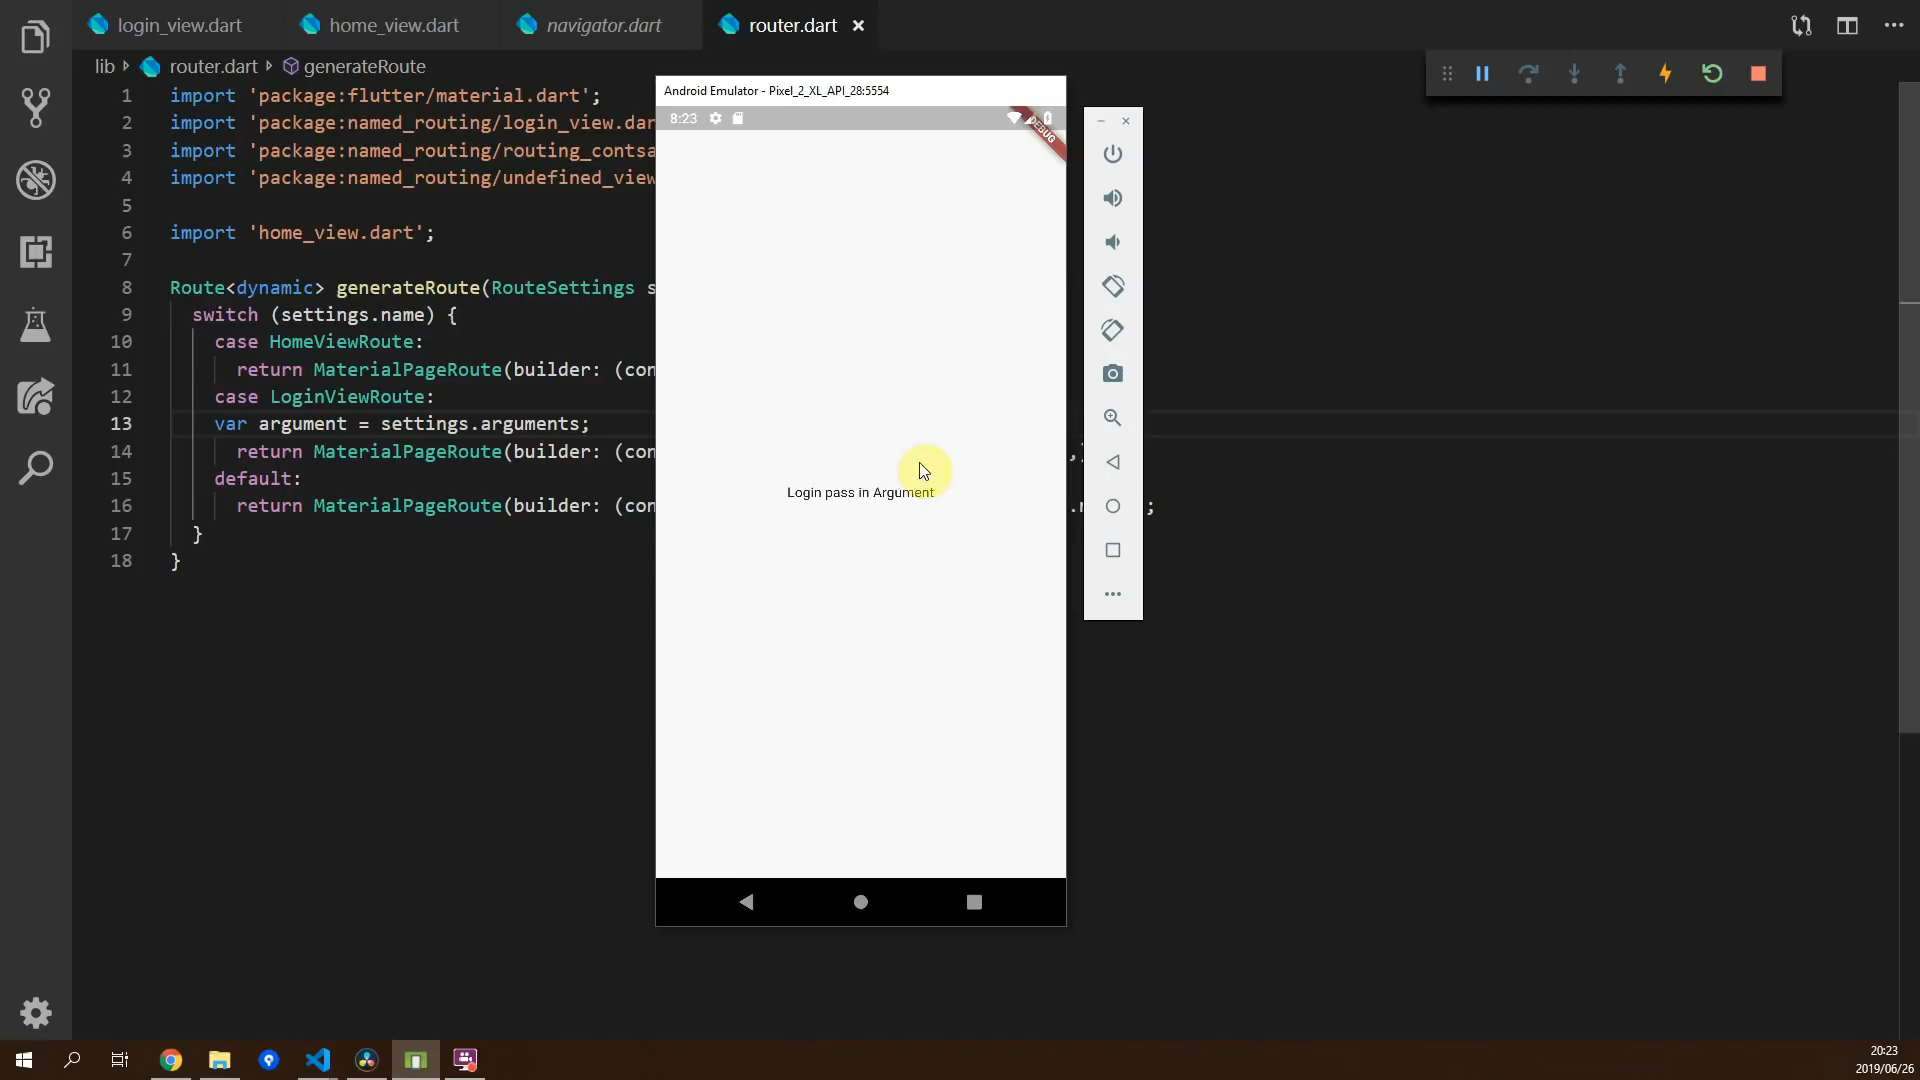 login_view.dart
home_view.dart
navigator.dart
router.dart
lib
router.dart
generateRoute
1 import 'package:flutter/material.dart';
2 import 'package:named_routing/login_view.dar
3 import 'package:named_routing/routing_contsa
4 import 'package:named_routing/undefined_view
5
6 import 'home_view.dart';
7
8 Route<dynamic> generateRoute(RouteSettings s
9 switch (settings.name) {
10 case HomeViewRoute:
11 return MaterialPageRoute(builder: (con
12 case LoginViewRoute:
13 var argument = settings.arguments;
14 return MaterialPageRoute(builder: (con
15 default:
16 return MaterialPageRoute(builder: (con
17 }
18 }
Android Emulator - Pixel_2_XL_API_28:5554
8:23
DEBUG
Login pass in Argument
20:23
2019/06/26